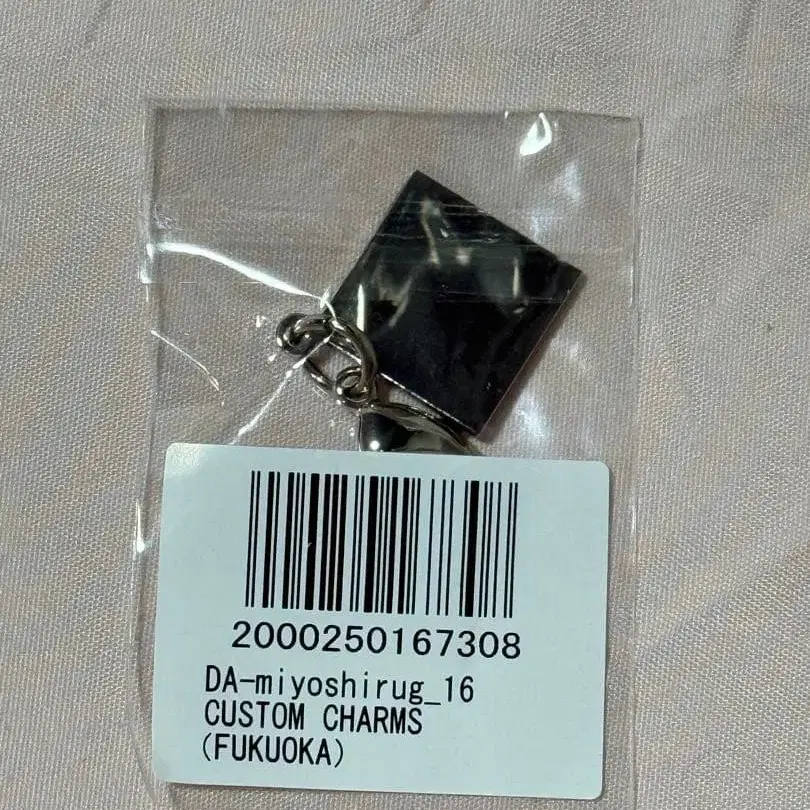 2000250167308
DA-miyoshirug_16
CUSTOM CHARMS
(FUKUOKA)